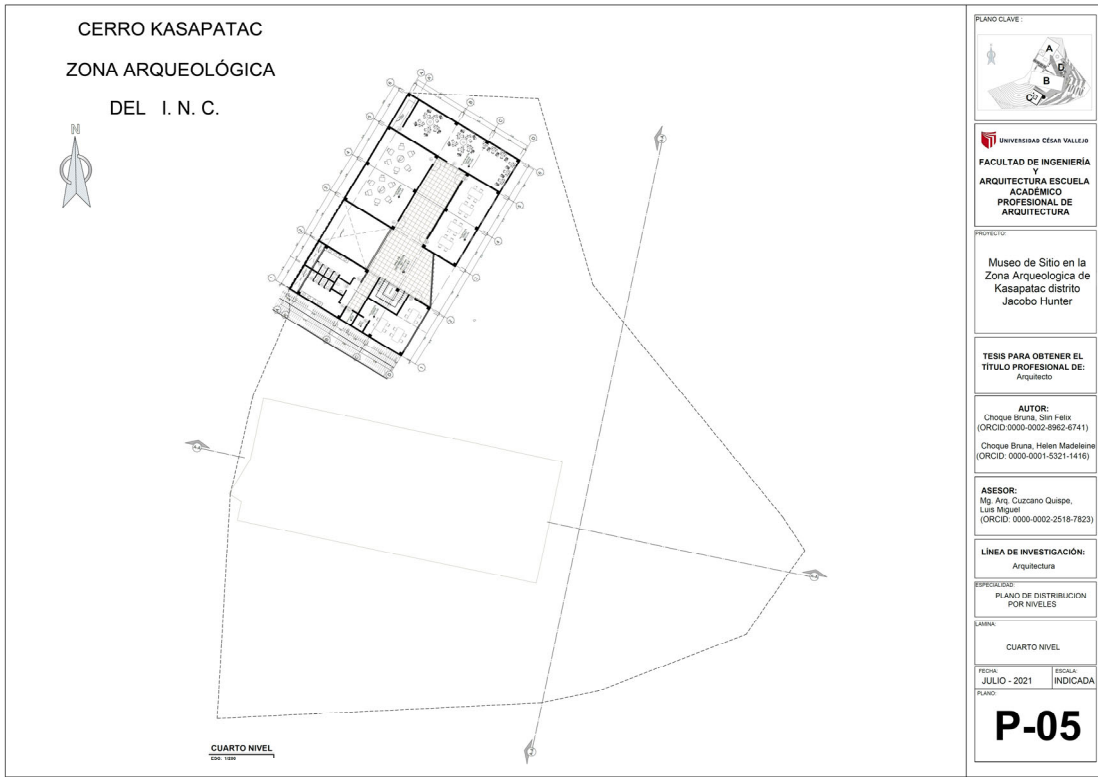 CERRO KASAPATAC
ZONA ARQUEOLÓGICA
DEL I. N. C.
N
CUARTO NIVEL
ESC: 1/200
PLANO CLAVE :
A
D
B
C
UNIVERSIDAD CÉSAR VALLEJO
FACULTAD DE INGENIERÍA
Y
ARQUITECTURA ESCUELA
ACADÉMICO
PROFESIONAL DE
ARQUITECTURA
PROYECTO:
Museo de Sitio en la
Zona Arqueologica de
Kasapatac distrito
Jacobo Hunter
TESIS PARA OBTENER EL
TÍTULO PROFESIONAL DE:
Arquitecto
AUTOR:
Choque Bruna, Slin Felix
(ORCID:0000-0002-8962-6741)
Choque Bruna, Helen Madeleine
(ORCID: 0000-0001-5321-1416)
ASESOR:
Mg. Arq. Cuzcano Quispe,
Luis Miguel
(ORCID: 0000-0002-2518-7823)
LÍNEA DE INVESTIGACIÓN:
Arquitectura
ESPECIALIDAD:
PLANO DE DISTRIBUCION
POR NIVELES
LAMINA:
CUARTO NIVEL
FECHA:
JULIO - 2021
ESCALA:
INDICADA
PLANO:
P-05